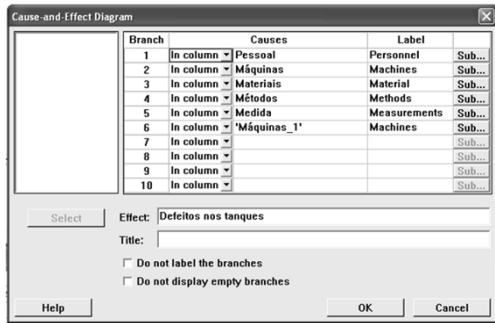 Cause-and-Effect Diagram
Branch Causes Label
1 In column Pessoal Personnel Sub...
2 In column Máquinas Machines Sub...
3 In column Materiais Material Sub...
4 In column Métodos Methods Sub...
5 In column Medida Measurements Sub...
6 In column 'Máquinas_1' Machines Sub...
7 In column Sub...
8 In column Sub...
9 In column Sub...
10 In column Sub...
Select Effect: Defeitos nos tanques
Title:
Do not label the branches
Do not display empty branches
Help OK Cancel